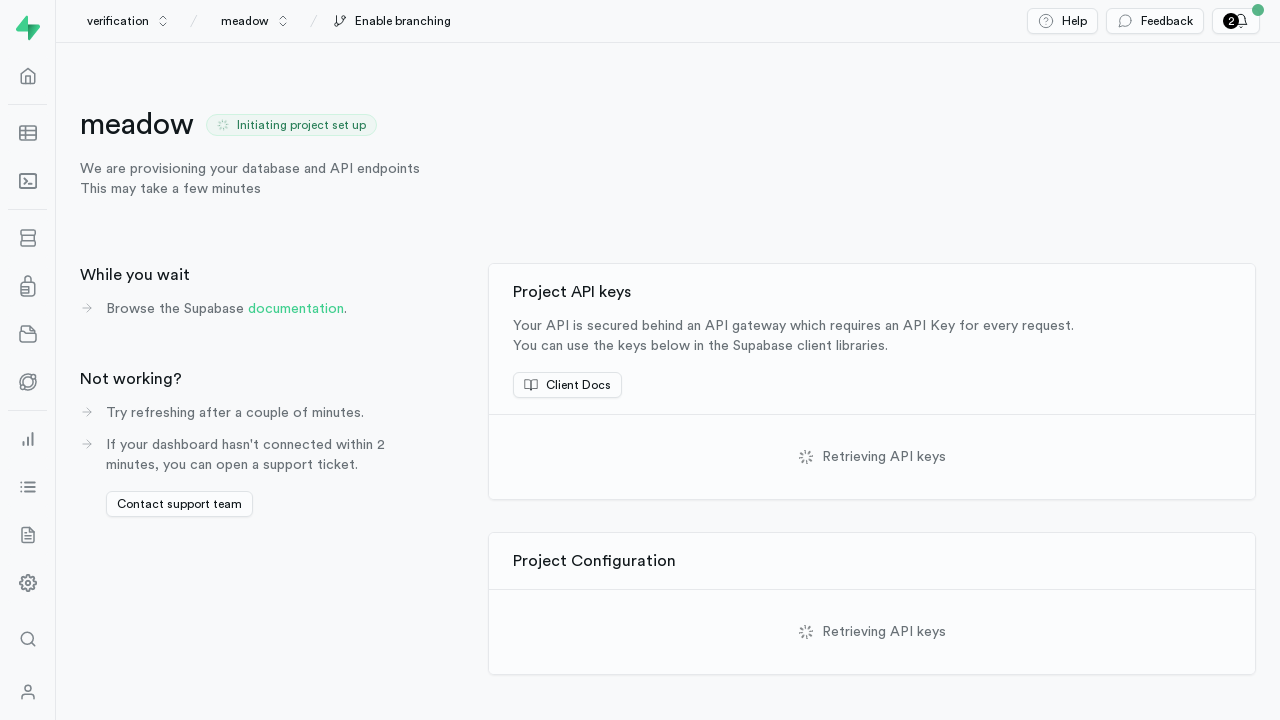 verification / meadow / Enable branching
Help
Feedback
2
meadow
Initiating project set up
We are provisioning your database and API endpoints
This may take a few minutes
While you wait
Browse the Supabase documentation.
Not working?
Try refreshing after a couple of minutes.
If your dashboard hasn't connected within 2
minutes, you can open a support ticket.
Contact support team
Project API keys
Your API is secured behind an API gateway which requires an API Key for every request.
You can use the keys below in the Supabase client libraries.
Client Docs
Retrieving API keys
Project Configuration
Retrieving API keys